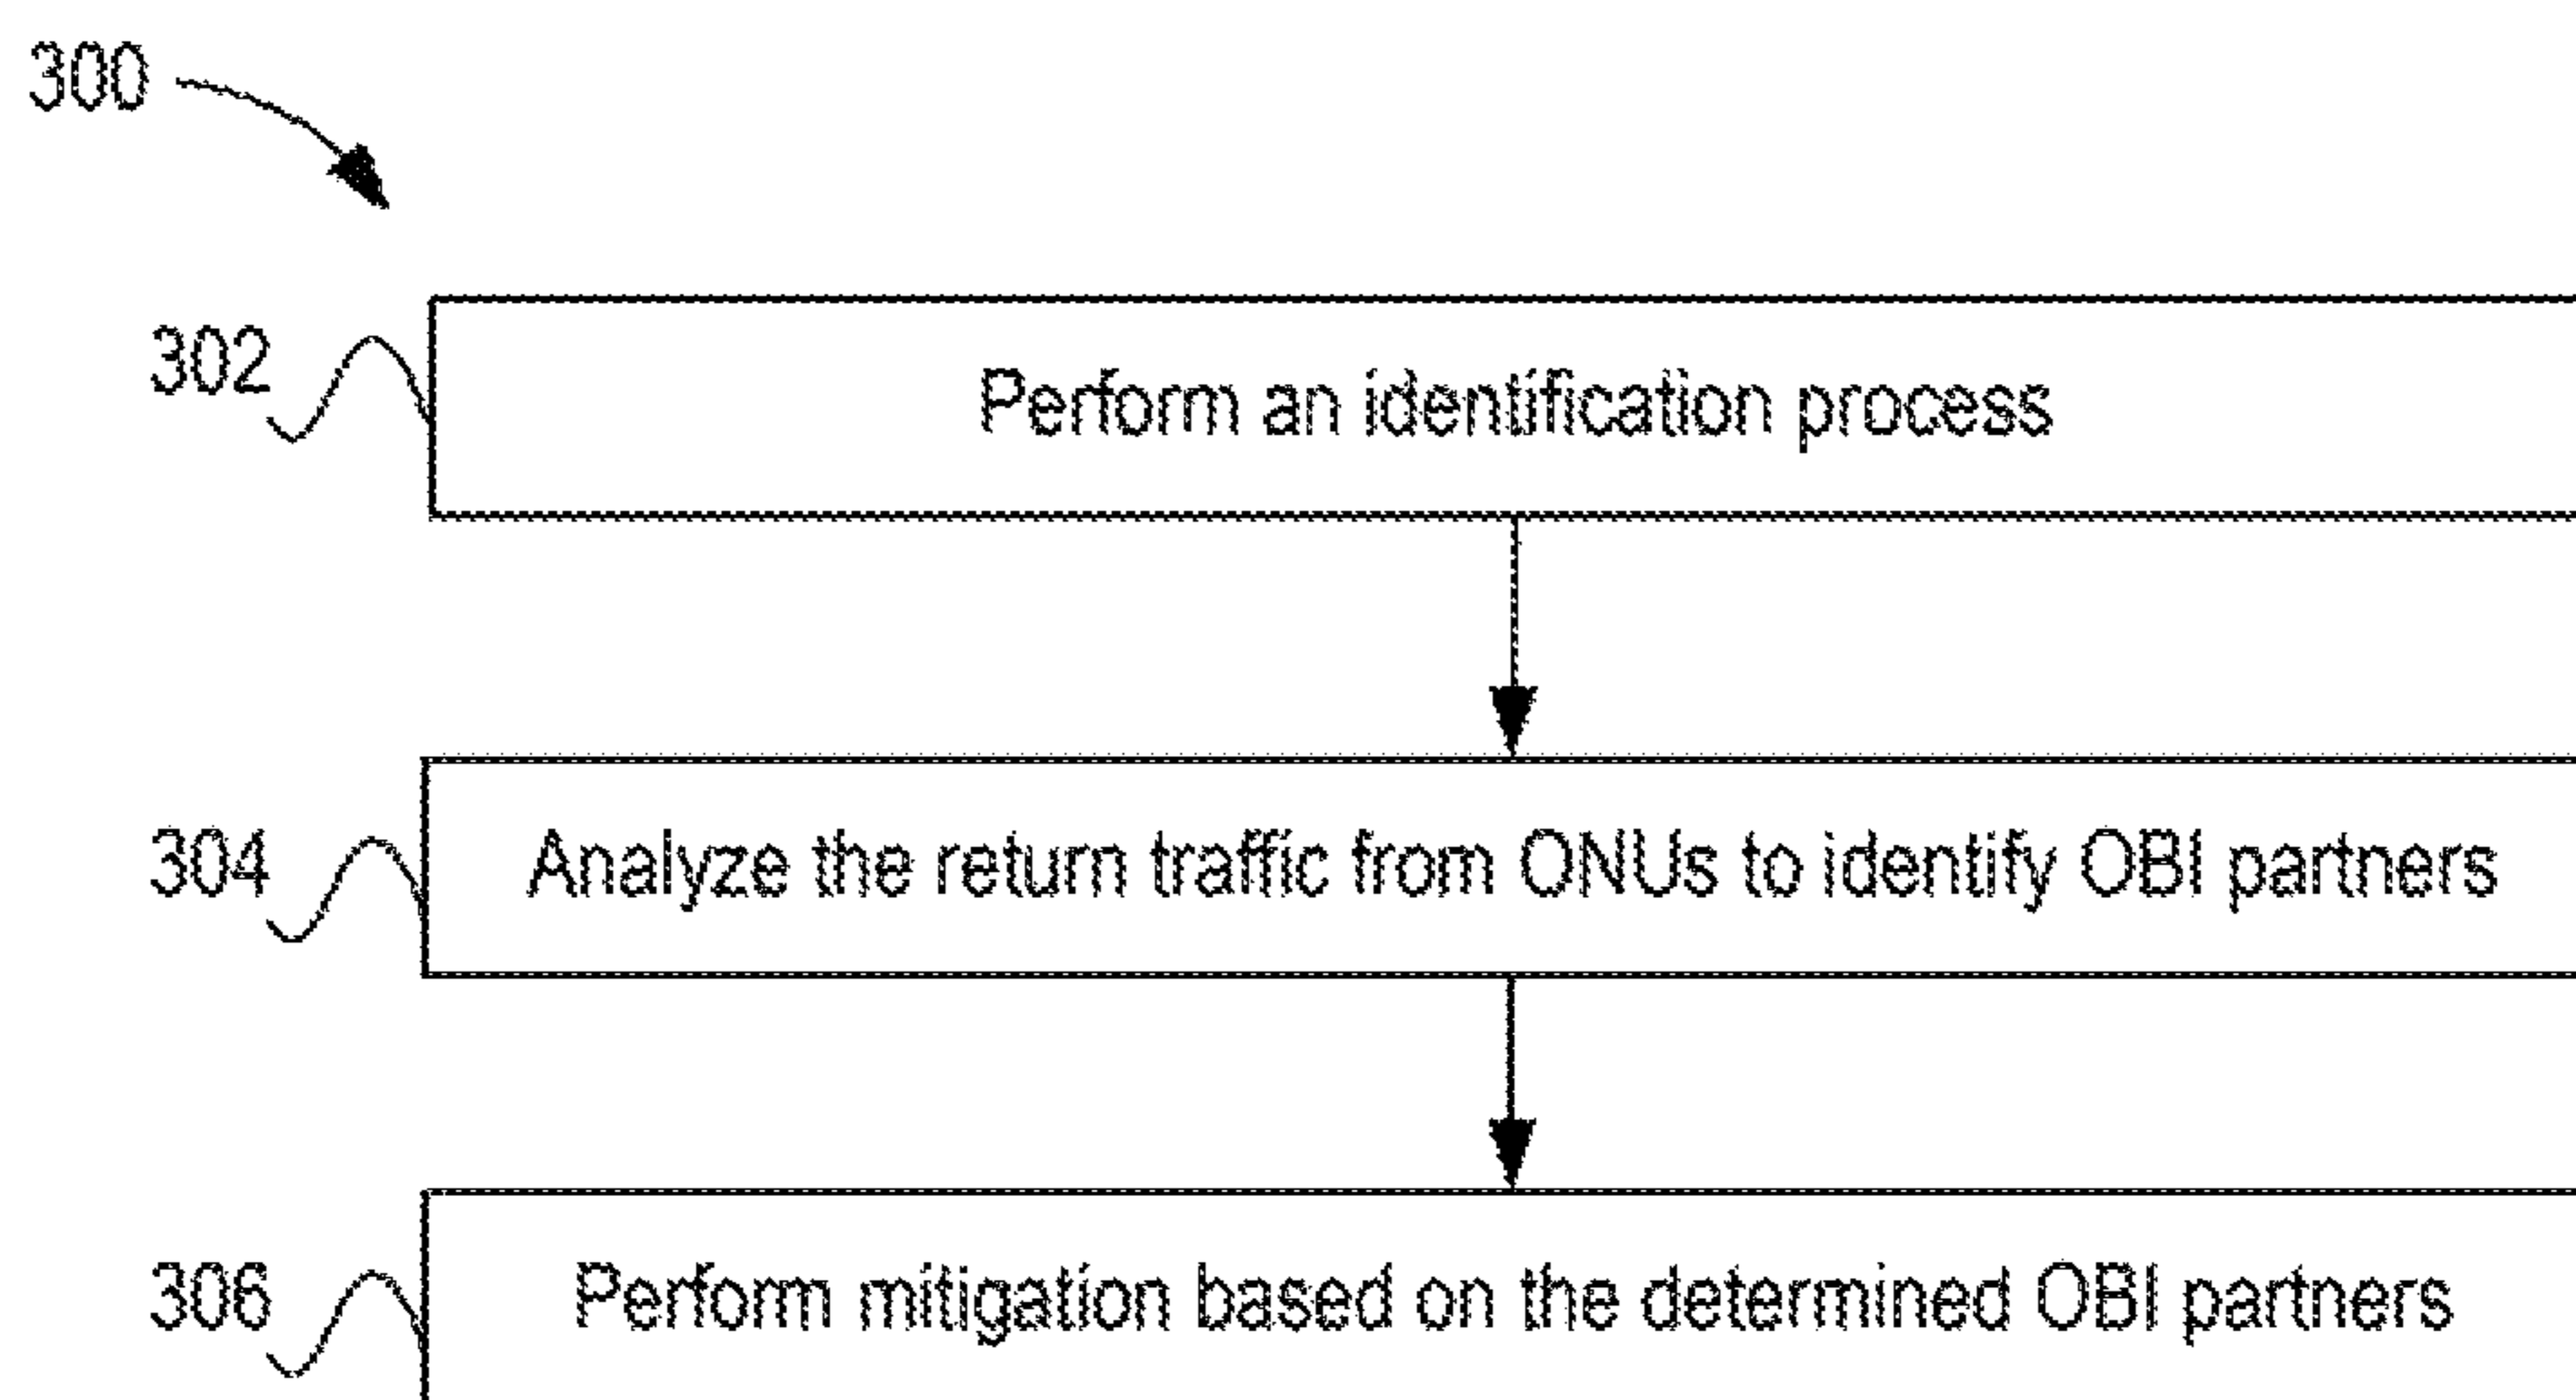 300
302
Perform an identification process
304
Analyze the return traffic from ONUs to identify OBI partners
306
Perform mitigation based on the determined OBI partners